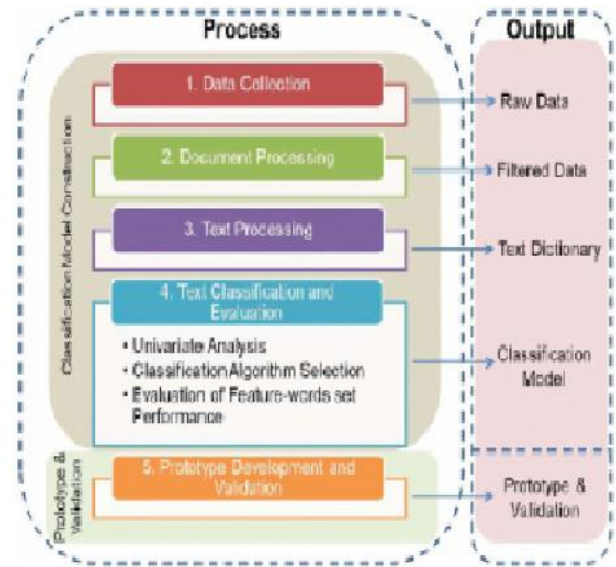 Process
Output
Classification Model Construction
1. Data Collection
Raw Data
2. Document Processing
Filtered Data
3. Text Processing
Text Dictionary
4. Text Classification and
Evaluation
• Univariate Analysis
• Classification Algorithm Selection
• Evaluation of Feature-words set
Performance
Classification
Model
Prototype &
Validation
5. Prototype Development and
Validation
Prototype &
Validation